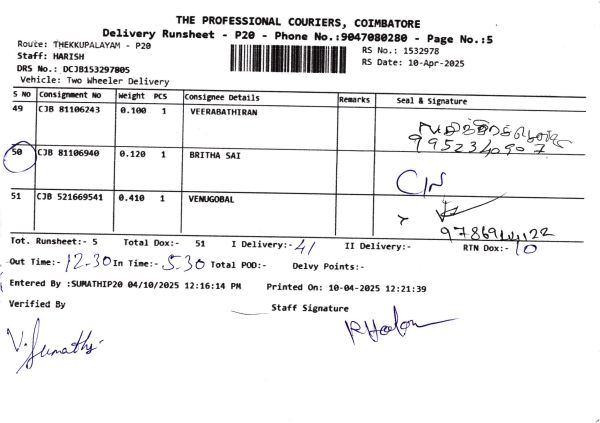 THE PROFESSIONAL COURIERS, COIMBATORE
Delivery Runsheet - P20 - Phone No.:9047080280 - Page No.:5
Route: THEKKUPALAYAM - P20
RS No.: 1532978
Staff: HARISH
RS Date: 10-Apr-2025
DRS No.: DCJB153297805
Vehicle: Two Wheeler Delivery
S NO Consignment No Weight PCS Consignee Details Remarks Seal & Signature
49 CJB 81106243 0.100 1 VEERABATHIRAN
9952340907
50 CJB 81106940 0.120 1 BRITHA SAI
C/N
51 CJB 521669541 0.410 1 VENUGOBAL
Tot. Runsheet:- 5 Total Dox:- 51 I Delivery:- 41 II Delivery:- RTN Dox:- 10
Out Time:- 12.30 In Time:- 5.30 Total POD:- Delvy Points:-
Entered By :SUMATHIP20 04/10/2025 12:16:14 PM Printed On: 10-04-2025 12:21:39
Verified By Staff Signature
V. Sumathi